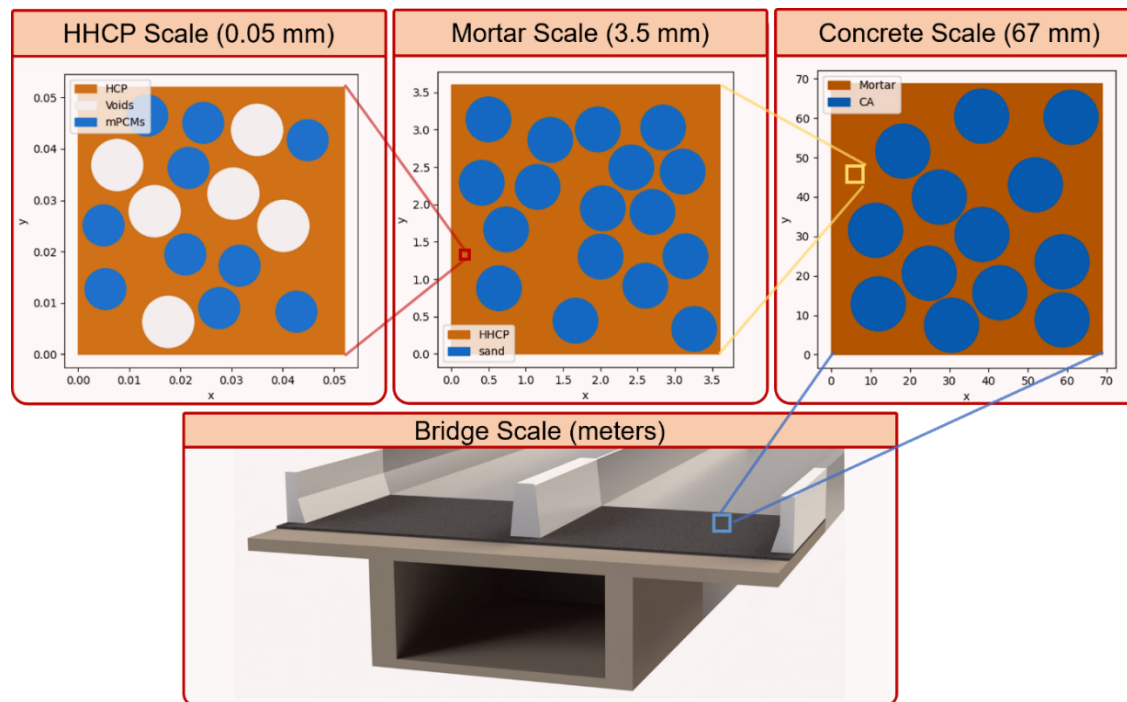 HHCP Scale (0.05 mm)
HCP
Voids
mPCMs
0.05
0.04
0.03
0.02
0.01
0.00
y
0.00 0.01 0.02 0.03 0.04 0.05
x
Mortar Scale (3.5 mm)
3.5
3.0
2.5
2.0
1.5
1.0
0.5
0.0
y
HHCP
sand
0.0 0.5 1.0 1.5 2.0 2.5 3.0 3.5
x
Concrete Scale (67 mm)
Mortar
CA
70
60
50
40
30
20
10
0
y
0 10 20 30 40 50 60 70
x
Bridge Scale (meters)